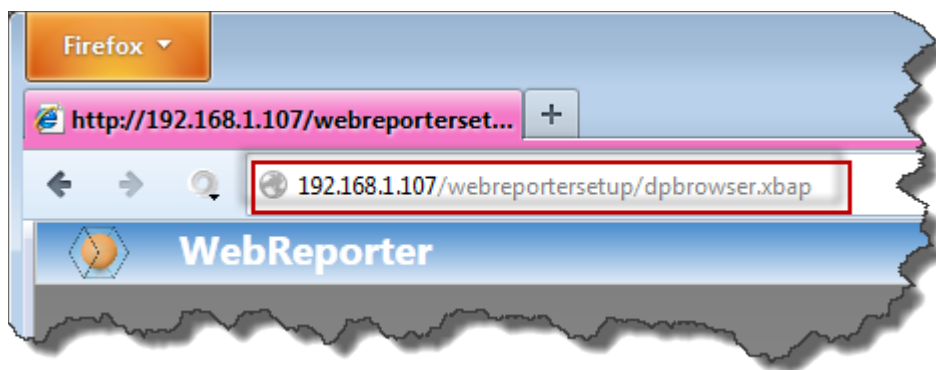 Firefox
http://192.168.1.107/webreporterset...
192.168.1.107/webreportersetup/dpbrowser.xbap
WebReporter